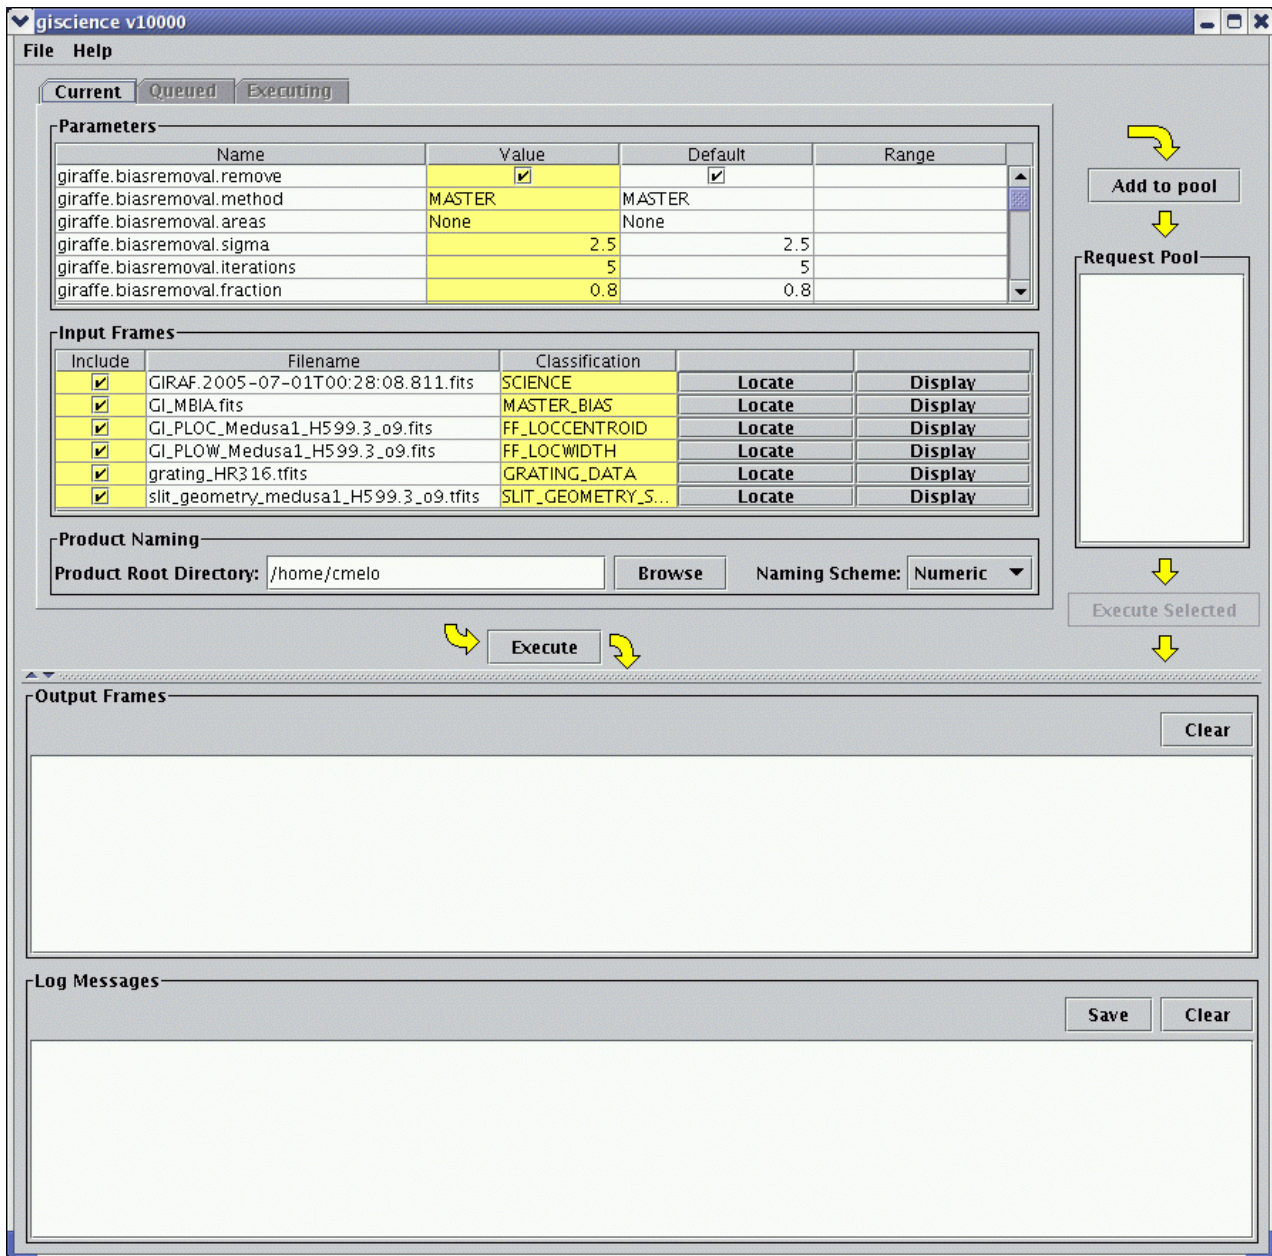 giscience v10000
File Help
Current Queued Executing
Parameters
Name Value Default Range
giraffe.biasremoval.remove
giraffe.biasremoval.method MASTER MASTER
giraffe.biasremoval.areas None None
giraffe.biasremoval.sigma 2.5 2.5
giraffe.biasremoval.iterations 5 5
giraffe.biasremoval.fraction 0.8 0.8
Add to pool
Request Pool
Input Frames
Include Filename Classification
GIRAF.2005-07-01T00:28:08.811.fits SCIENCE Locate Display
GI_MBIA.fits MASTER_BIAS Locate Display
GI_PLOC_Medusa1_H599.3_o9.fits FF_LOCCENTROID Locate Display
GI_PLOW_Medusa1_H599.3_o9.fits FF_LOCWIDTH Locate Display
grating_HR316.tfits GRATING_DATA Locate Display
slit_geometry_medusa1_H599.3_o9.tfits SLIT_GEOMETRY_S... Locate Display
Product Naming
Product Root Directory: /home/cmelo Browse Naming Scheme: Numeric
Execute Selected
Execute
Output Frames
Clear
Log Messages
Save Clear